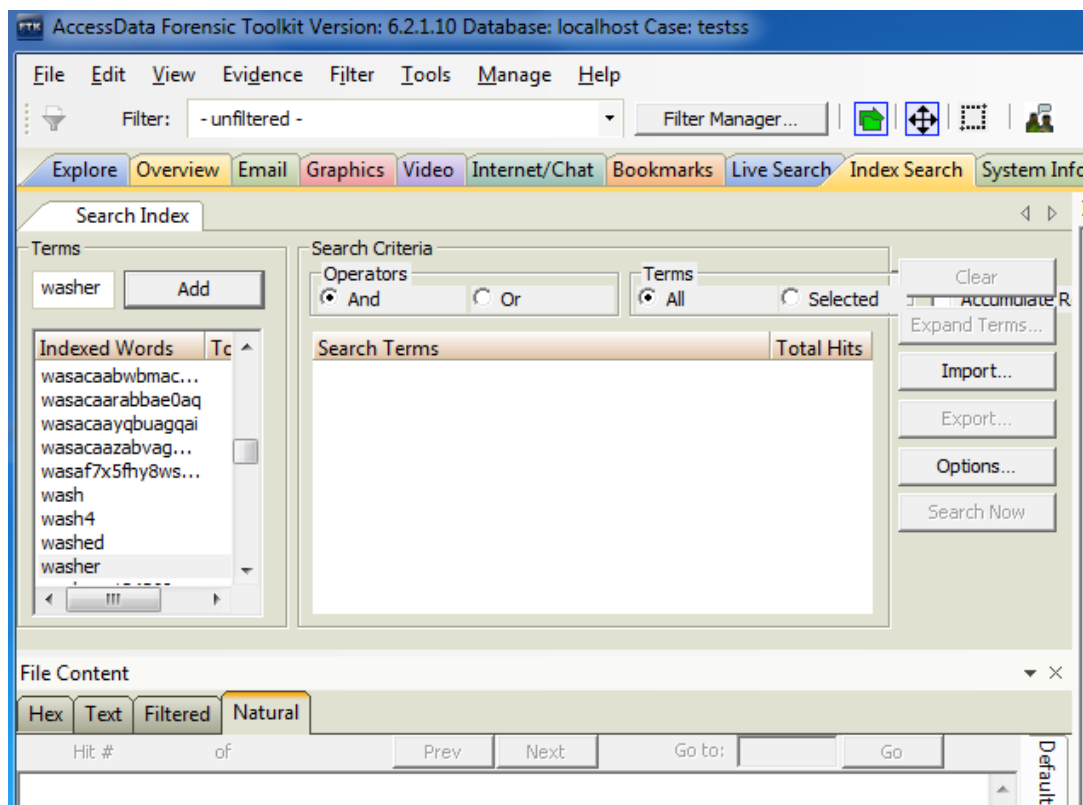 AccessData Forensic Toolkit Version: 6.2.1.10 Database: localhost Case: testss
File Edit View Evidence Filter Tools Manage Help
Filter: - unfiltered - Filter Manager...
Explore Overview Email Graphics Video Internet/Chat Bookmarks Live Search Index Search System Info
Search Index
Terms
washer Add
Indexed Words
wasacaabwbmac...
wasacaarabbae0aq
wasacaayqbuagqai
wasacaazabvag...
wasaf7x5fhy8ws...
wash
wash4
washed
washer
Search Criteria
Operators
And Or
Terms
All Selected
Accumulate R
Search Terms Total Hits
Clear
Expand Terms...
Import...
Export...
Options...
Search Now
File Content
Hex Text Filtered Natural
Hit # of Prev Next Go to: Go
Default